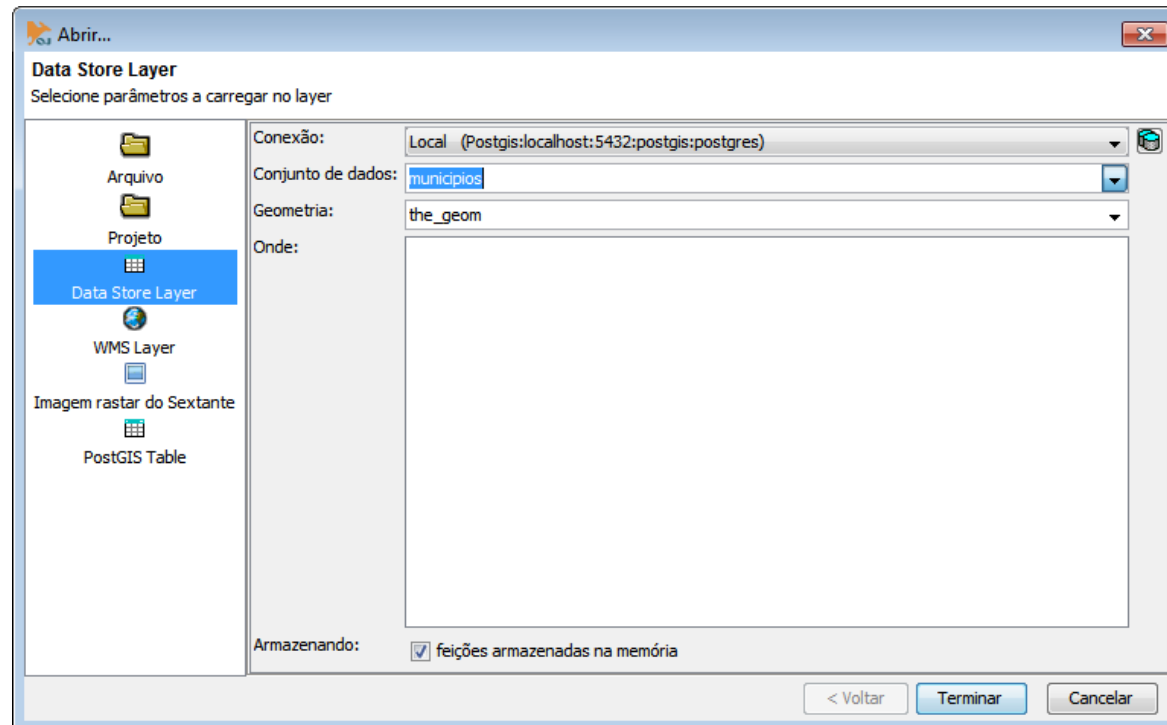 Abrir...
Data Store Layer
Selecione parâmetros a carregar no layer
Arquivo
Projeto
Data Store Layer
WMS Layer
Imagem rastar do Sextante
PostGIS Table
Conexão: Local (Postgis:localhost:5432:postgis:postgres)
Conjunto de dados: municipios
Geometria: the_geom
Onde:
Armazenando: feições armazenadas na memória
< Voltar Terminar Cancelar